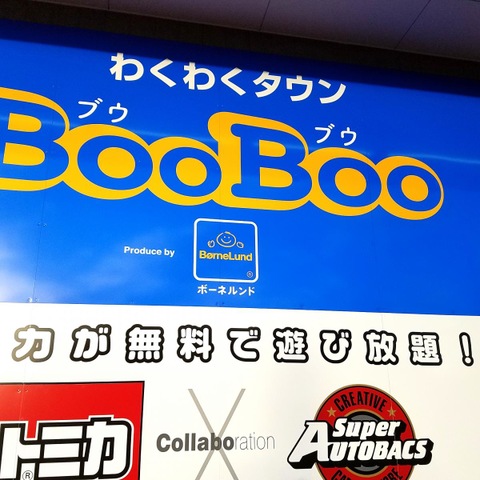 わくわくタウン
ブウ ブウ
BooBoo
Produce by
BørneLund
®
ボーネルンド
カが無料で遊び放題!
トミカ
®
Collaboration
CREATIVE
Super
AUTOBACS